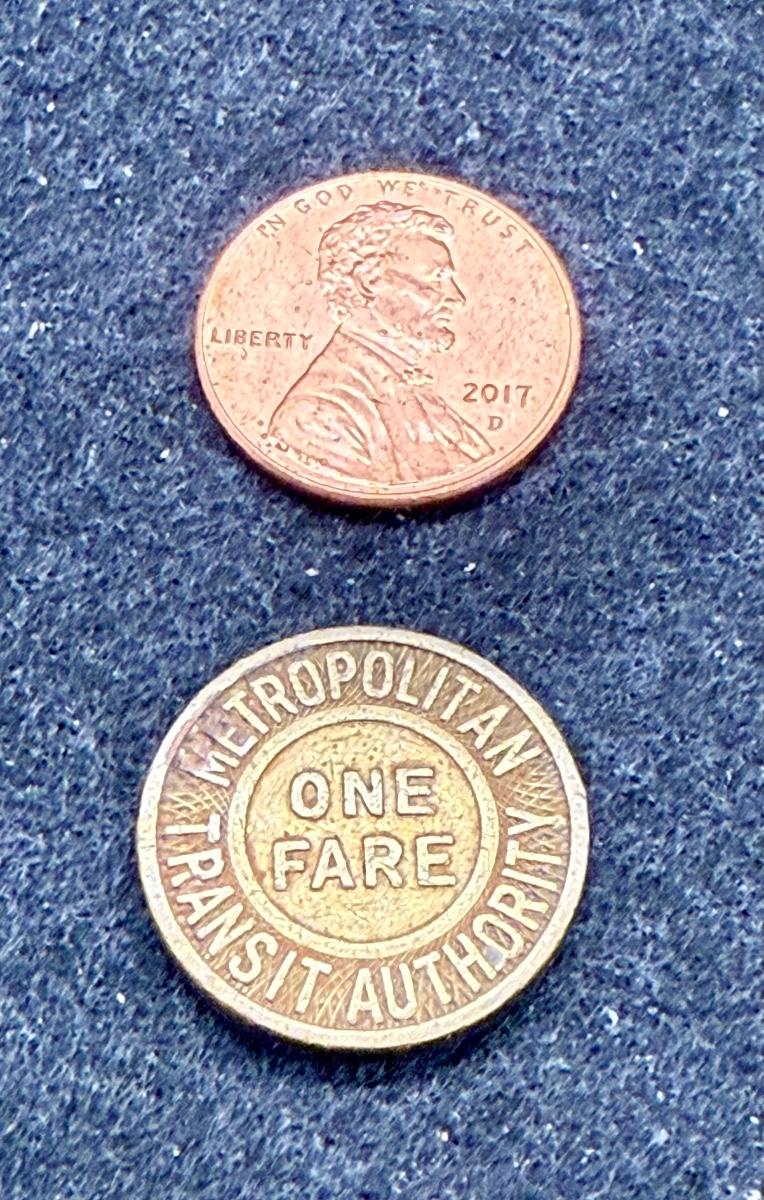 IN GOD WE TRUST
LIBERTY
2017
D
METROPOLITAN
ONE
FARE
TRANSIT AUTHORITY